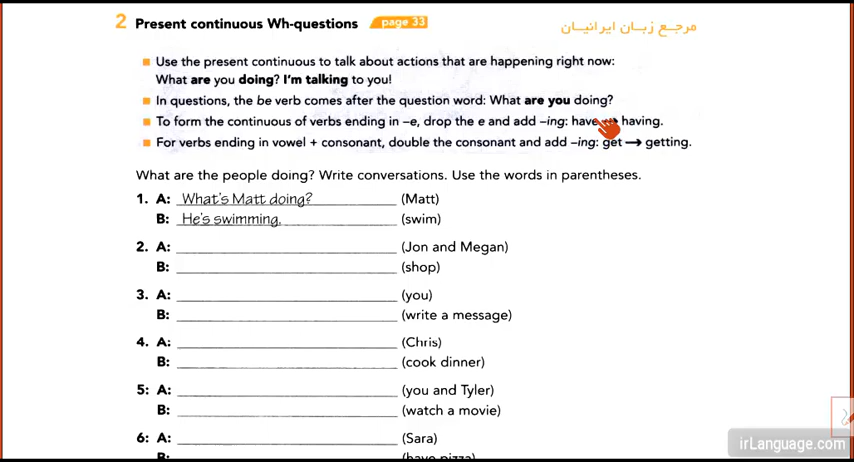 2 Present continuous Wh-questions page 33
مرجع زبان ایرانیان
Use the present continuous to talk about actions that are happening right now:
What are you doing? I'm talking to you!
In questions, the be verb comes after the question word: What are you doing?
To form the continuous of verbs ending in –e, drop the e and add –ing: have → having.
For verbs ending in vowel + consonant, double the consonant and add –ing: get → getting.
What are the people doing? Write conversations. Use the words in parentheses.
1. A: What's Matt doing? (Matt)
B: He's swimming. (swim)
2. A: (Jon and Megan)
B: (shop)
3. A: (you)
B: (write a message)
4. A: (Chris)
B: (cook dinner)
5: A: (you and Tyler)
B: (watch a movie)
6: A: (Sara)
B: (have pizza)
irLanguage.com